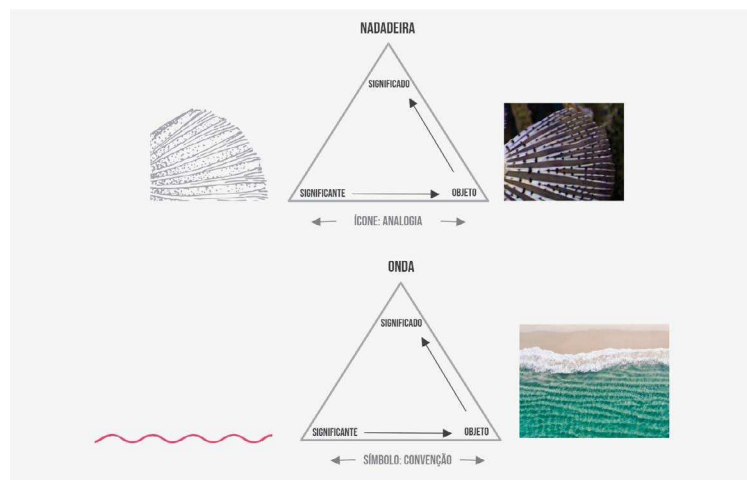 NADADEIRA
SIGNIFICADO
SIGNIFICANTE
OBJETO
ÍCONE: ANALOGIA
ONDA
SIGNIFICADO
SIGNIFICANTE
OBJETO
SÍMBOLO: CONVENÇÃO